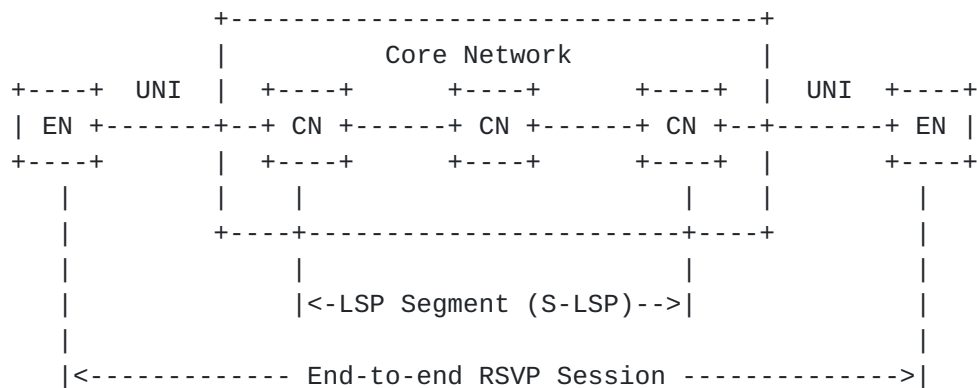 Core Network
UNI UNI
EN CN CN CN EN
<-LSP Segment (S-LSP)-->
<------------- End-to-end RSVP Session -------------->